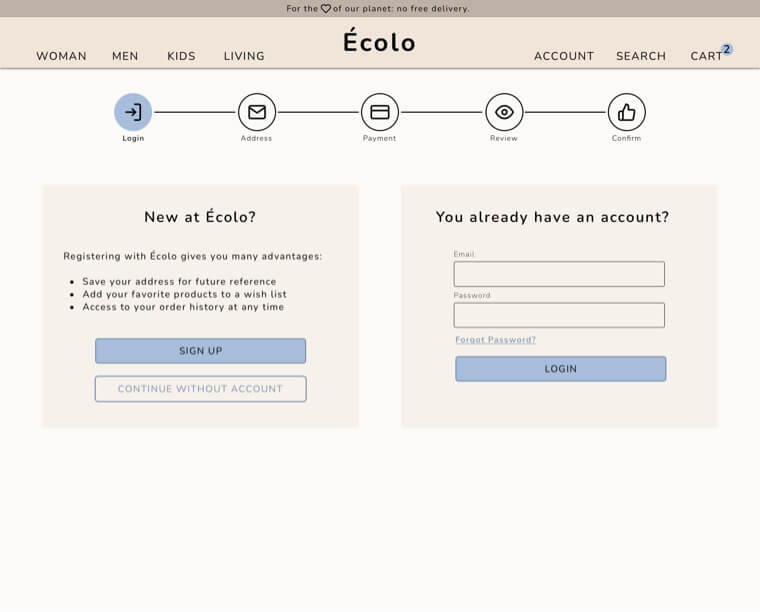 For the of our planet: no free delivery.
Écolo
WOMAN MEN KIDS LIVING ACCOUNT SEARCH CART 2
Login Address Payment Review Confirm
New at Écolo?
Registering with Écolo gives you many advantages:
• Save your address for future reference
• Add your favorite products to a wish list
• Access to your order history at any time
SIGN UP
CONTINUE WITHOUT ACCOUNT
You already have an account?
Email
Password
Forgot Password?
LOGIN